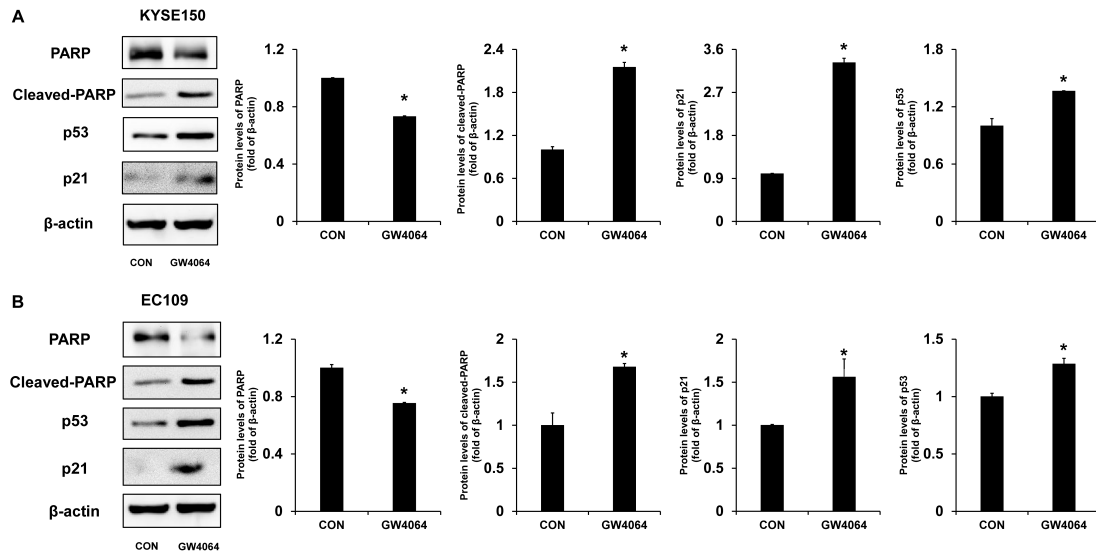 A
KYSE150
PARP
Cleaved-PARP
p53
p21
β-actin
CON GW4064
Protein levels of PARP
(fold of β-actin)
1.2
0.8
0.4
0
CON GW4064
*
Protein levels of cleaved-PARP
(fold of β-actin)
2.4
1.8
1.2
0.6
0
CON GW4064
*
Protein levels of p21
(fold of β-actin)
3.6
2.7
1.8
0.9
0
CON GW4064
*
Protein levels of p53
(fold of β-actin)
1.8
1.2
0.6
0
CON GW4064
*
B
EC109
PARP
Cleaved-PARP
p53
p21
β-actin
CON GW4064
Protein levels of PARP
(fold of β-actin)
1.2
0.8
0.4
0
CON GW4064
*
Protein levels of cleaved-PARP
(fold of β-actin)
2
1.5
1
0.5
0
CON GW4064
*
Protein levels of p21
(fold of β-actin)
2
1.5
1
0.5
0
CON GW4064
*
Protein levels of p53
(fold of β-actin)
1.5
1
0.5
0
CON GW4064
*